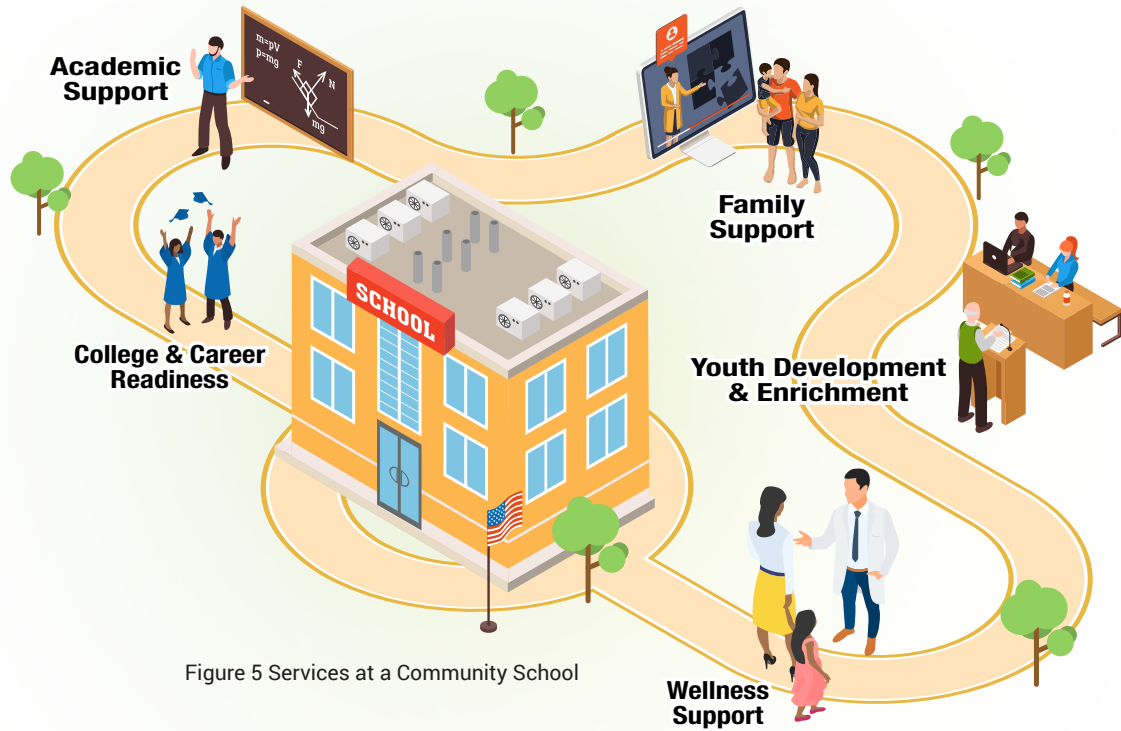 Academic
Support
m=pV
p=mg
F
N
mg
Family
Support
College & Career
Readiness
SCHOOL
Youth Development
& Enrichment
Wellness
Support
Figure 5 Services at a Community School